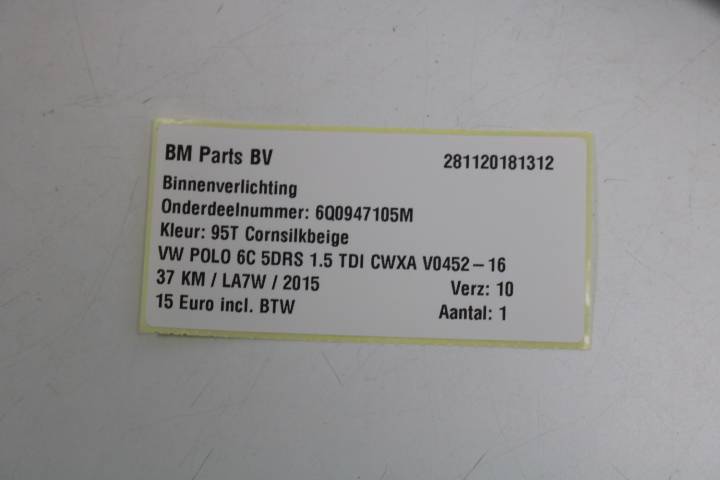 BM Parts BV 281120181312
Binnenverlichting
Onderdeelnummer: 6Q0947105M
Kleur: 95T Cornsilkbeige
VW POLO 6C 5DRS 1.5 TDI CWXA V0452-16
37 KM / LA7W / 2015 Verz: 10
15 Euro incl. BTW Aantal: 1